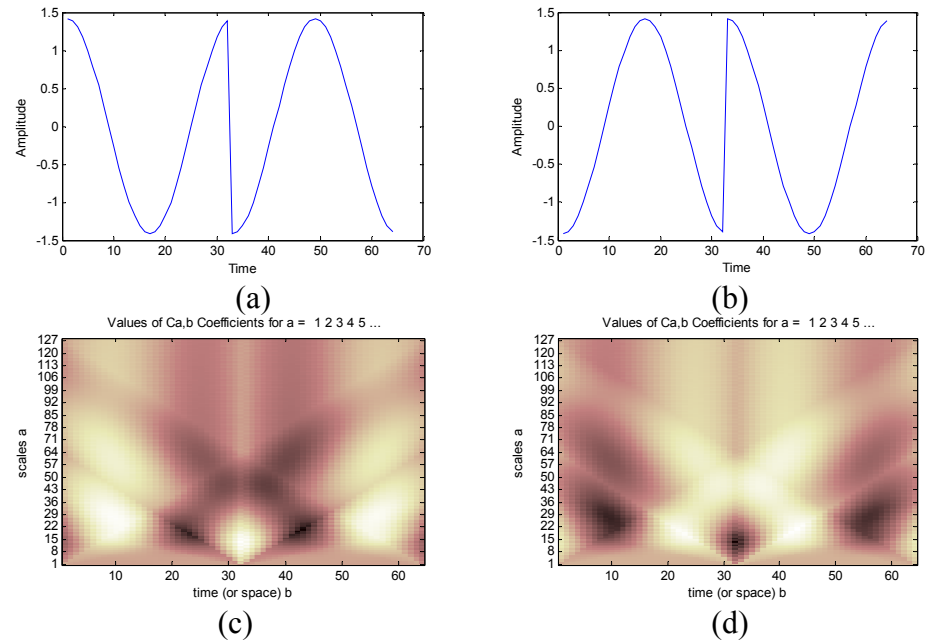 1.5
1
0.5
0
-0.5
-1
-1.5
Amplitude
0 10 20 30 40 50 60 70
Time
(a)
1.5
1
0.5
0
-0.5
-1
-1.5
Amplitude
0 10 20 30 40 50 60 70
Time
(b)
Values of Ca,b Coefficients for a = 1 2 3 4 5 ...
127
120
113
106
99
92
85
78
71
64
57
50
43
36
29
22
15
8
1
scales a
10 20 30 40 50 60
time (or space) b
(c)
Values of Ca,b Coefficients for a = 1 2 3 4 5 ...
127
120
113
106
99
92
85
78
71
64
57
50
43
36
29
22
15
8
1
scales a
10 20 30 40 50 60
time (or space) b
(d)